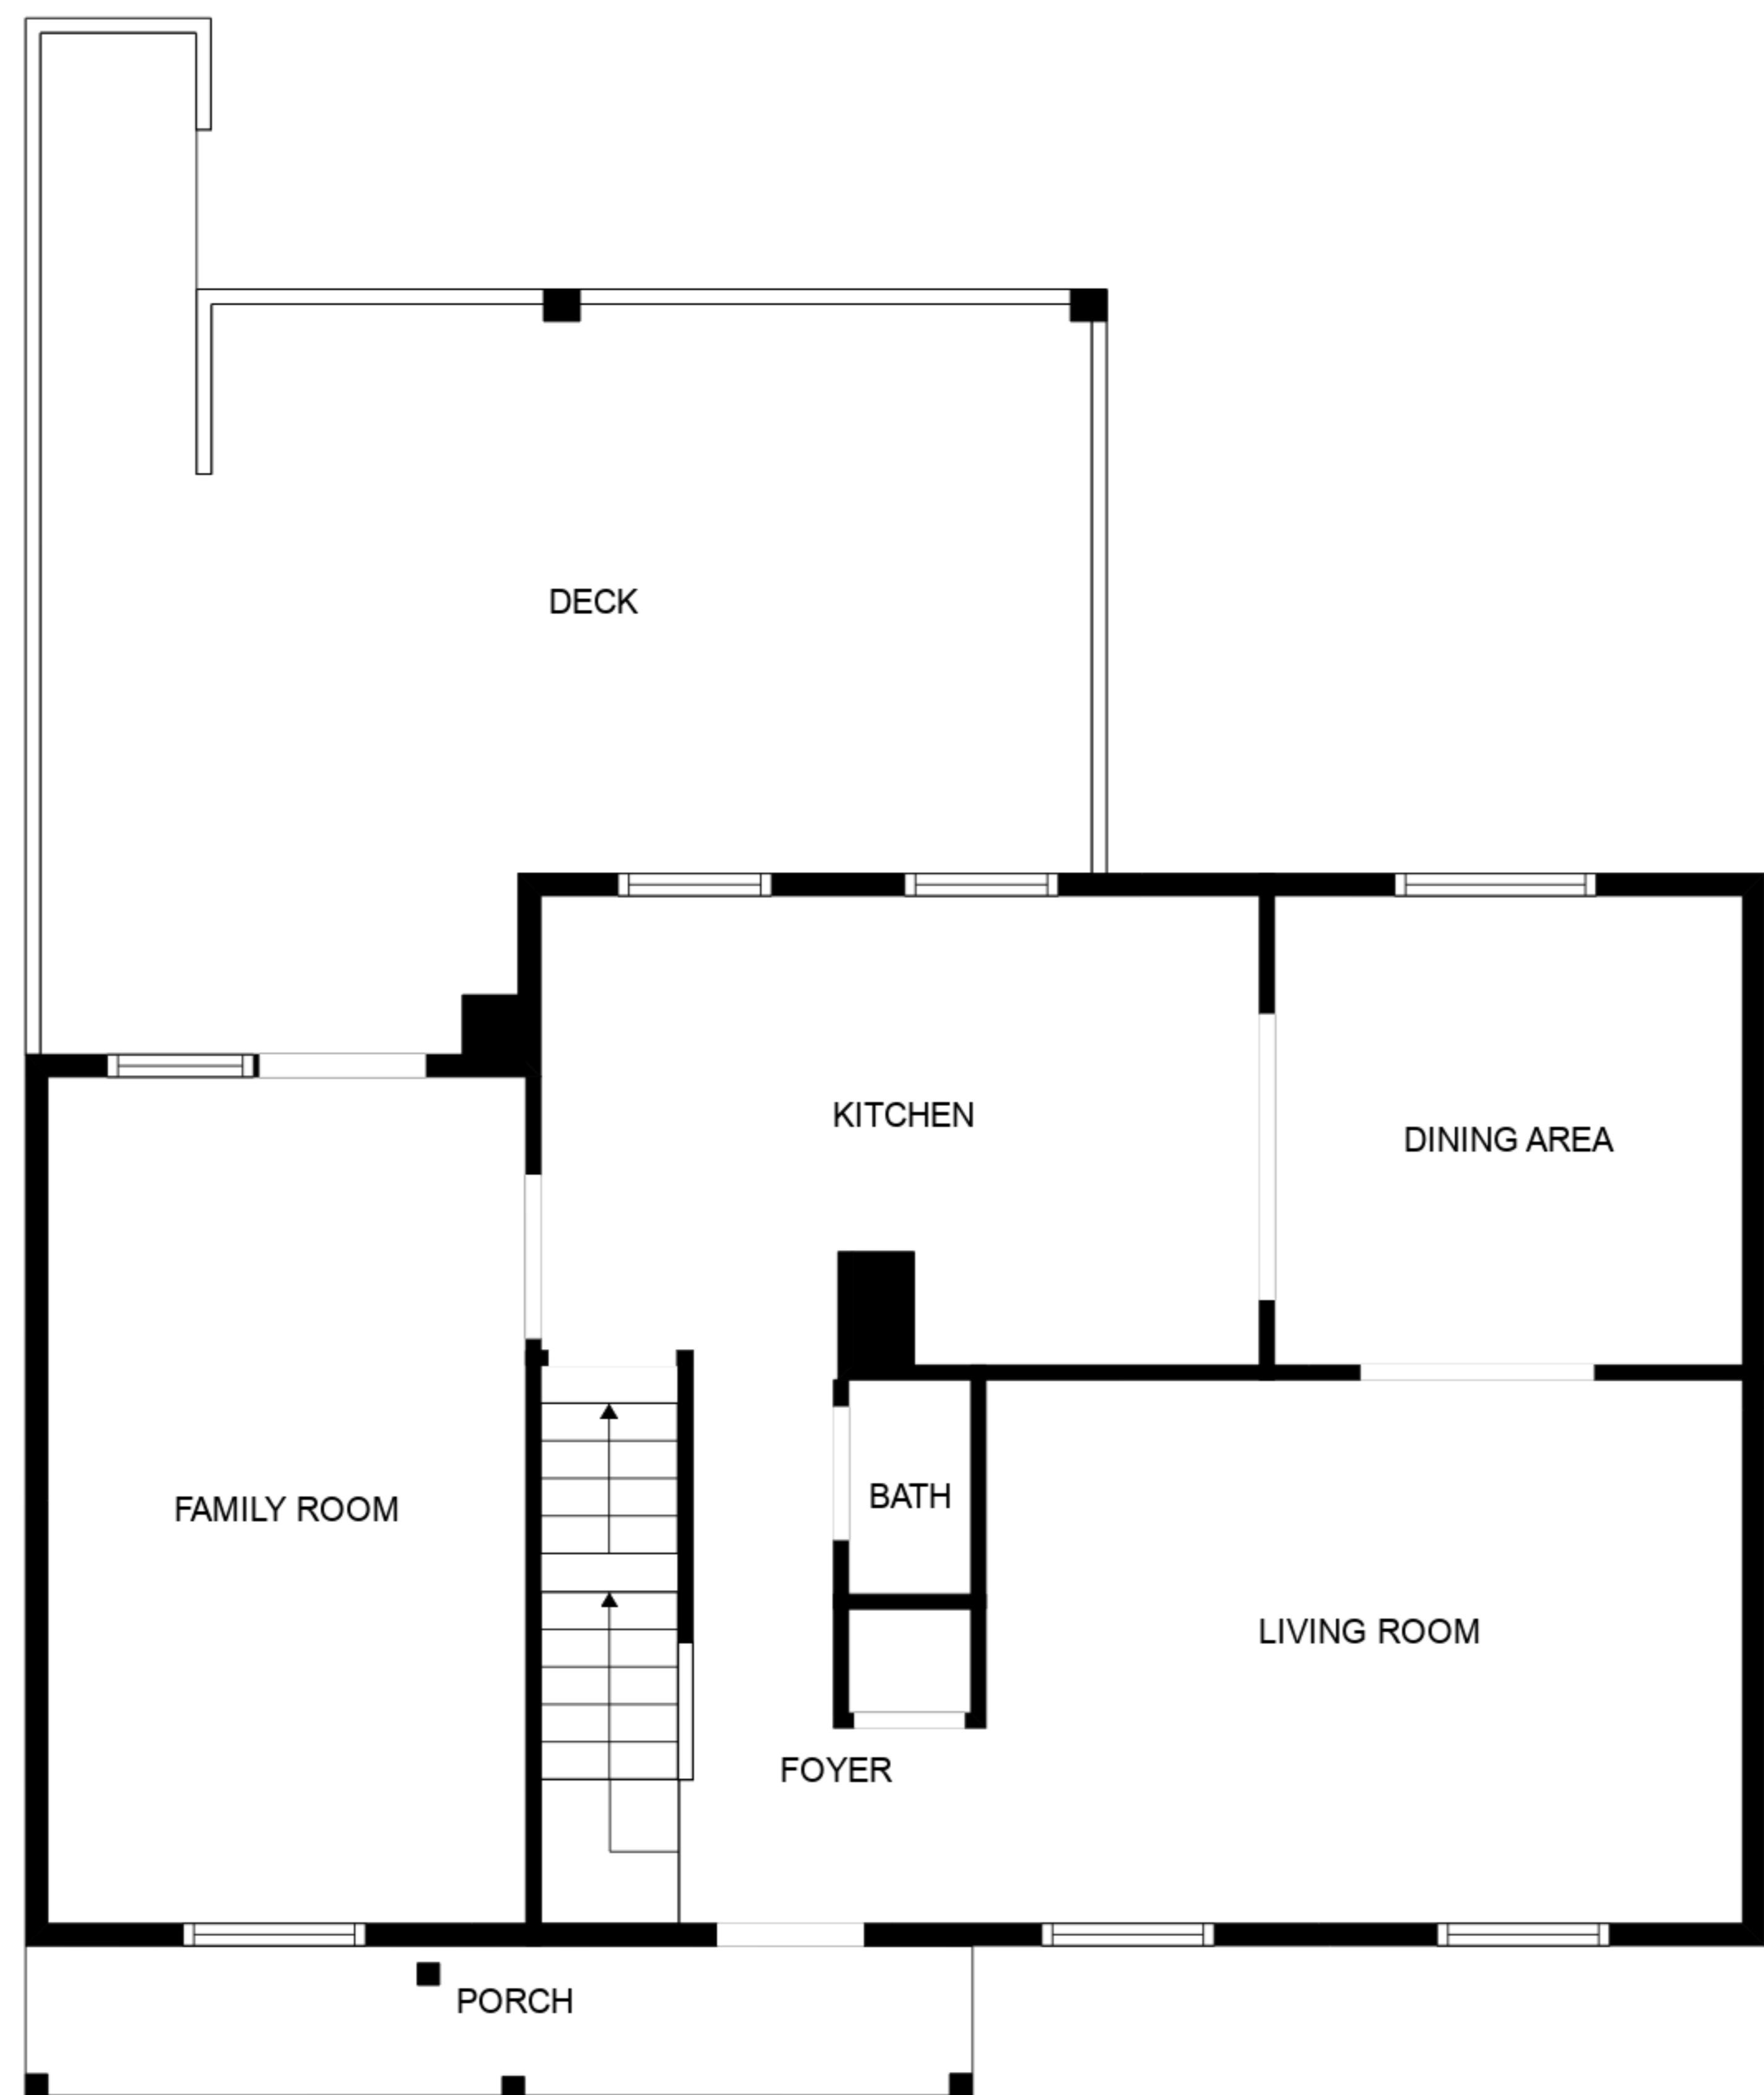 DECK
KITCHEN
DINING AREA
BATH
FAMILY ROOM
LIVING ROOM
FOYER
PORCH